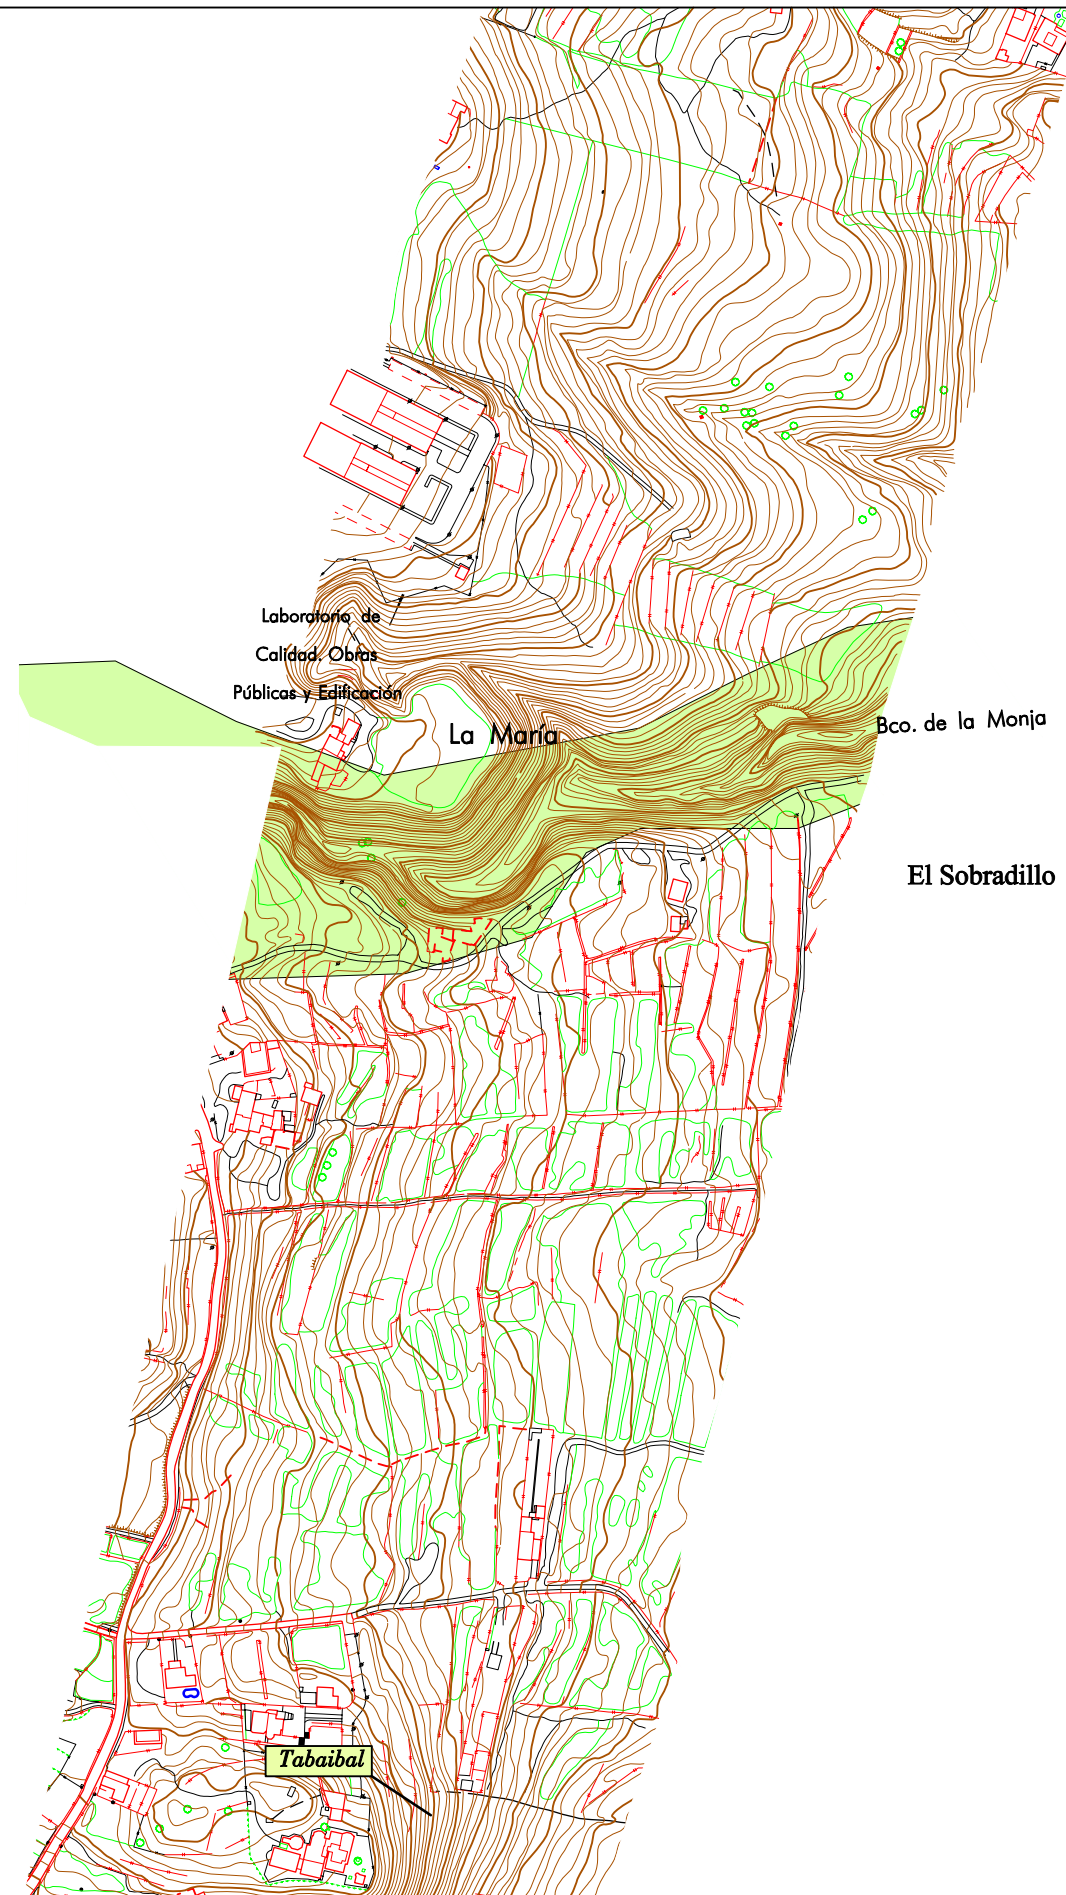 Laboratorio de
Calidad. Obras
Públicas y Edificación
La María
Bco. de la Monja
El Sobradillo
Tabaibal